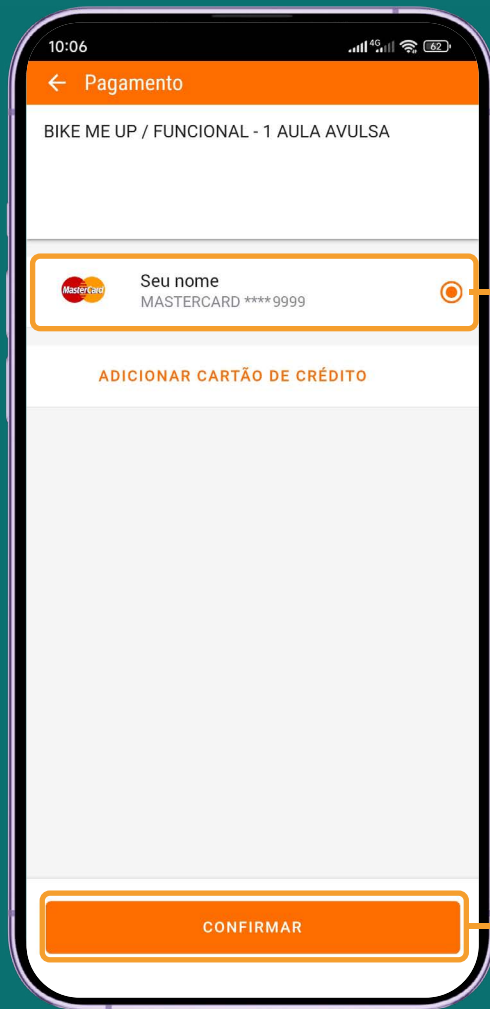 10:06
4G
62
Pagamento
BIKE ME UP / FUNCIONAL - 1 AULA AVULSA
MasterCard
Seu nome
MASTERCARD ****9999
ADICIONAR CARTÃO DE CRÉDITO
CONFIRMAR